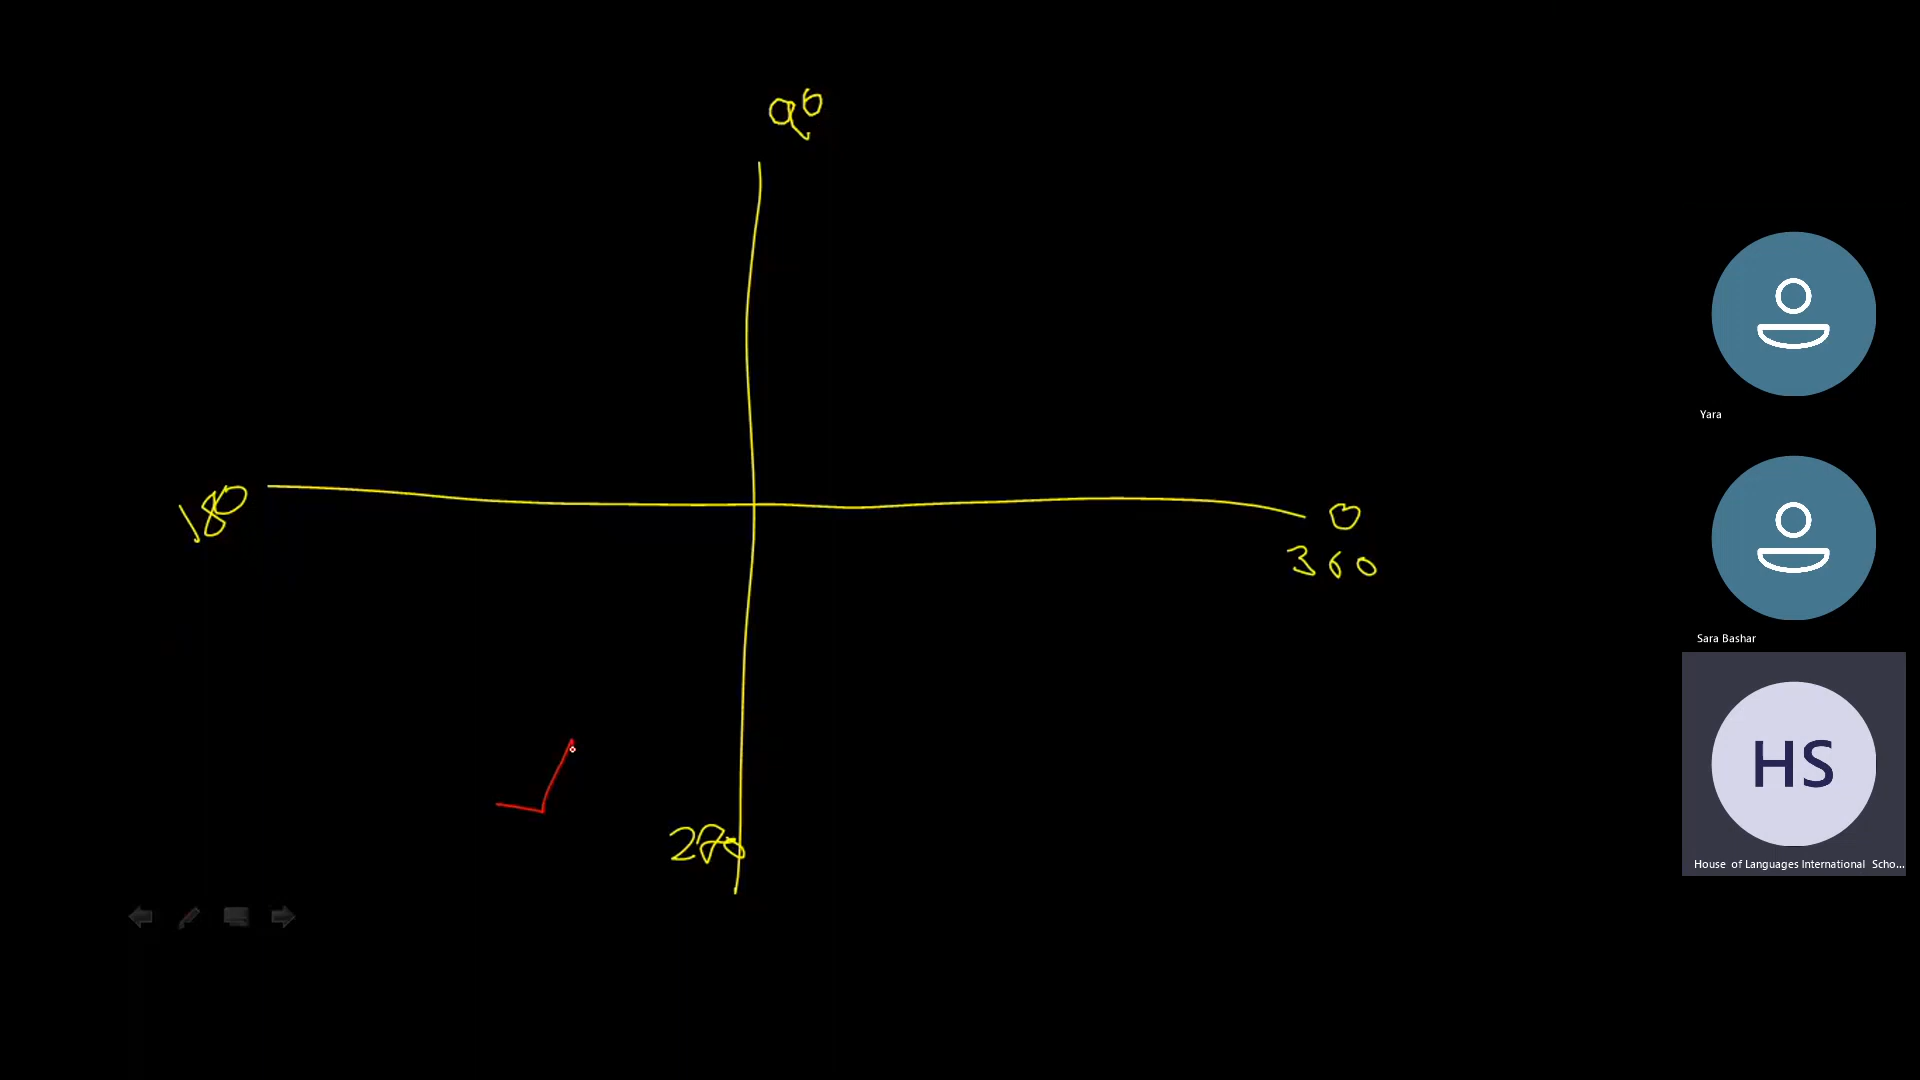 90
180
0
360
270
Yara
Sara Bashar
HS
House of Languages International Scho...